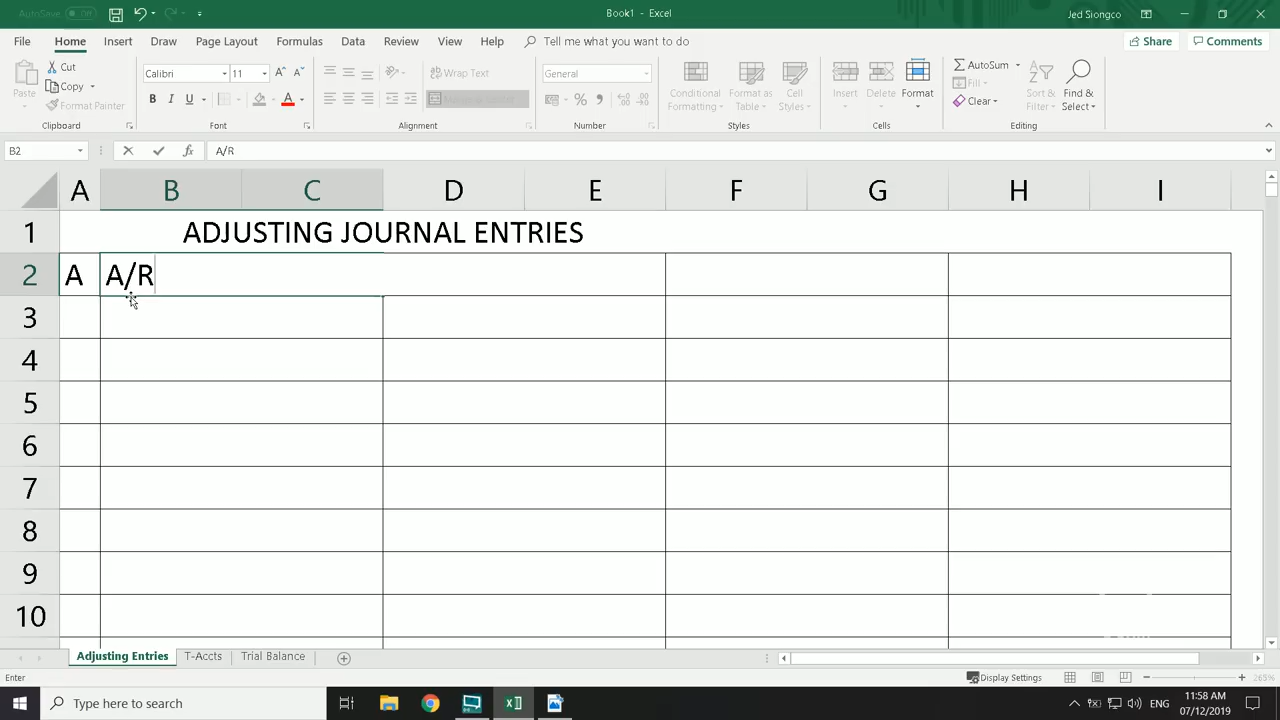 AutoSave Off Book1 - Excel Jed Siongco
File Home Insert Draw Page Layout Formulas Data Review View Help Tell me what you want to do Share Comments
Paste Cut Copy Format Painter
Clipboard
Calibri 11
B I U A
Font
Wrap Text
Alignment
General
% 
Number
Conditional Formatting Format as Table Cell Styles
Styles
Insert Delete Format
Cells
AutoSum Fill Clear Sort & Filter Find & Select
Editing
B2 fx A/R
A B C D E F G H I
1 ADJUSTING JOURNAL ENTRIES
2 A A/R
3
4
5
6
7
8
9
10
Adjusting Entries T-Accts Trial Balance
Enter Display Settings 265%
Type here to search ENG 11:58 AM
07/12/2019